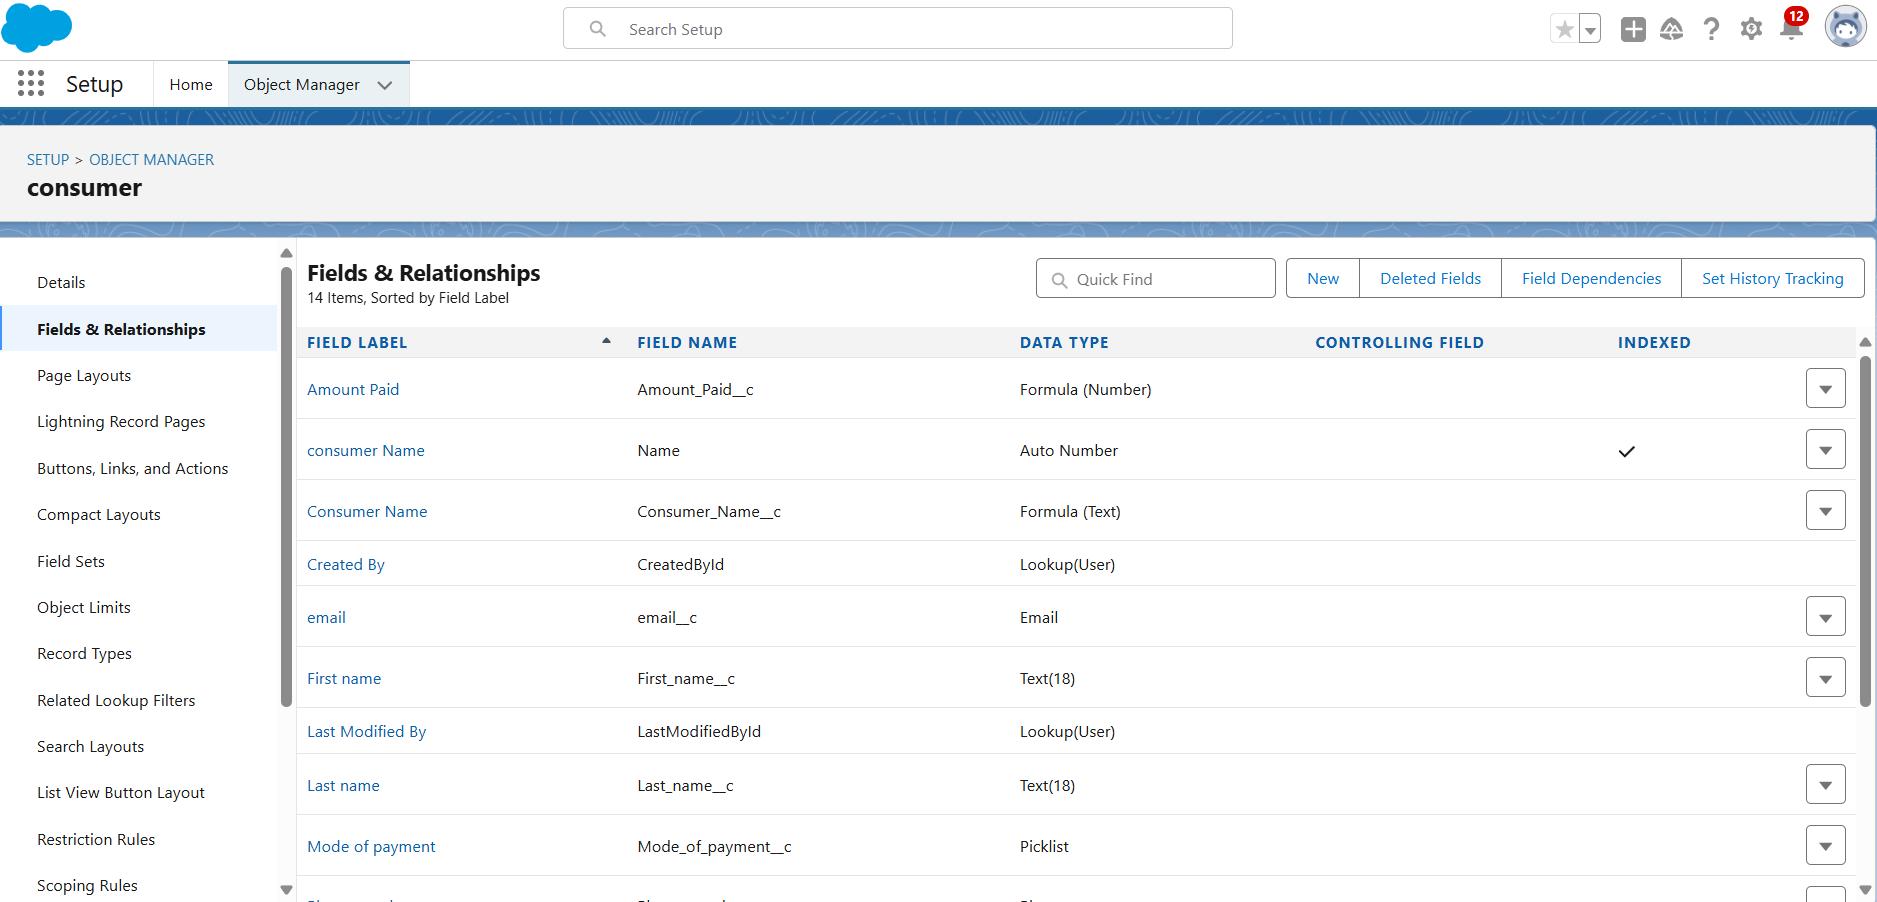 Search Setup
12
Setup
Home
Object Manager
SETUP > OBJECT MANAGER
consumer
Details
Fields & Relationships
Page Layouts
Lightning Record Pages
Buttons, Links, and Actions
Compact Layouts
Field Sets
Object Limits
Record Types
Related Lookup Filters
Search Layouts
List View Button Layout
Restriction Rules
Scoping Rules
Fields & Relationships
14 Items, Sorted by Field Label
Quick Find
New
Deleted Fields
Field Dependencies
Set History Tracking
FIELD LABEL FIELD NAME DATA TYPE CONTROLLING FIELD INDEXED
Amount Paid Amount_Paid__c Formula (Number)
consumer Name Name Auto Number
Consumer Name Consumer_Name__c Formula (Text)
Created By CreatedById Lookup(User)
email email__c Email
First name First_name__c Text(18)
Last Modified By LastModifiedById Lookup(User)
Last name Last_name__c Text(18)
Mode of payment Mode_of_payment__c Picklist